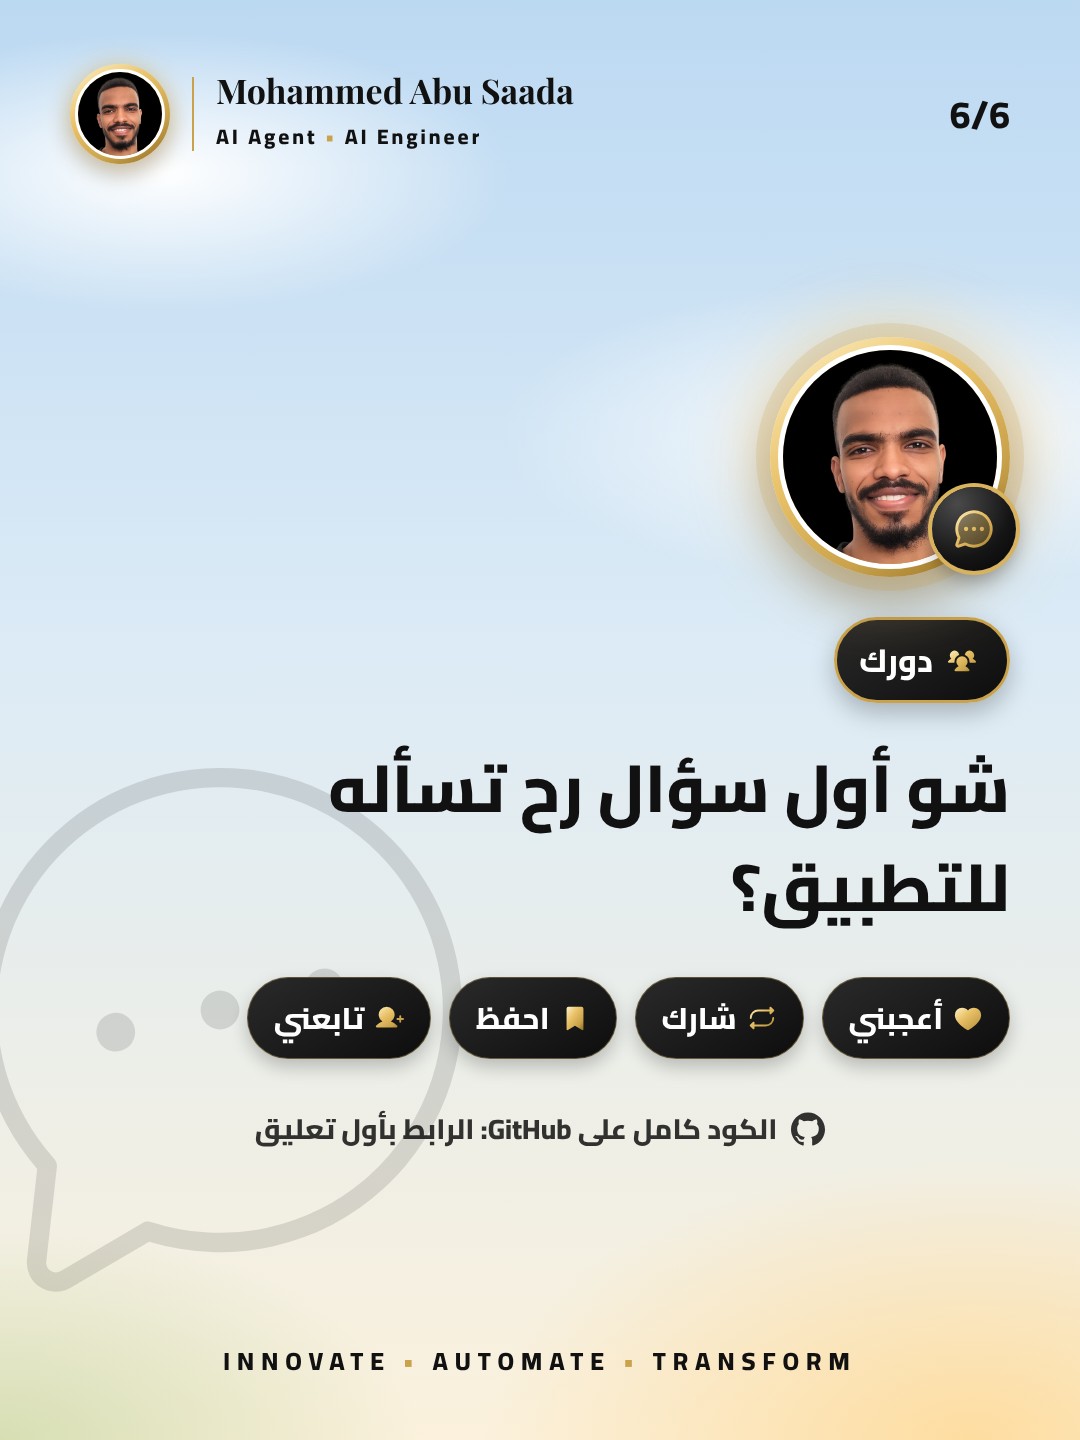 Mohammed Abu Saada
AI Agent ▪ AI Engineer
6/6
دورك
شو أول سؤال رح تسأله
للتطبيق؟
أعجبني
شارك
احفظ
تابعني
الكود كامل على GitHub: الرابط بأول تعليق
INNOVATE ▪ AUTOMATE ▪ TRANSFORM